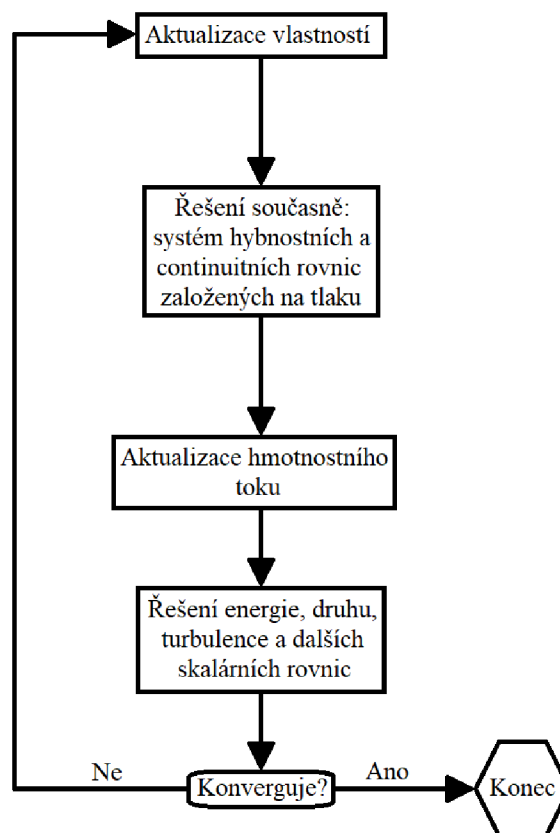 Aktualizace vlastností
Řešení současně:
systém hybnostních a
continuitních rovnic
založených na tlaku
Aktualizace hmotnostního
toku
Řešení energie, druhu,
turbulence a dalších
skalárních rovnic
Ne
Konverguje?
Ano
Konec